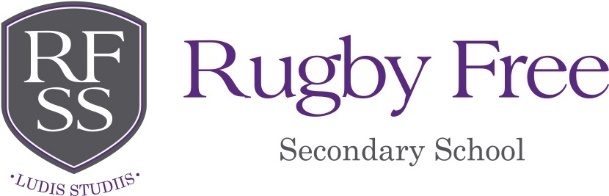 RF
SS
·LUDIS STUDIIS·
Rugby Free
Secondary School